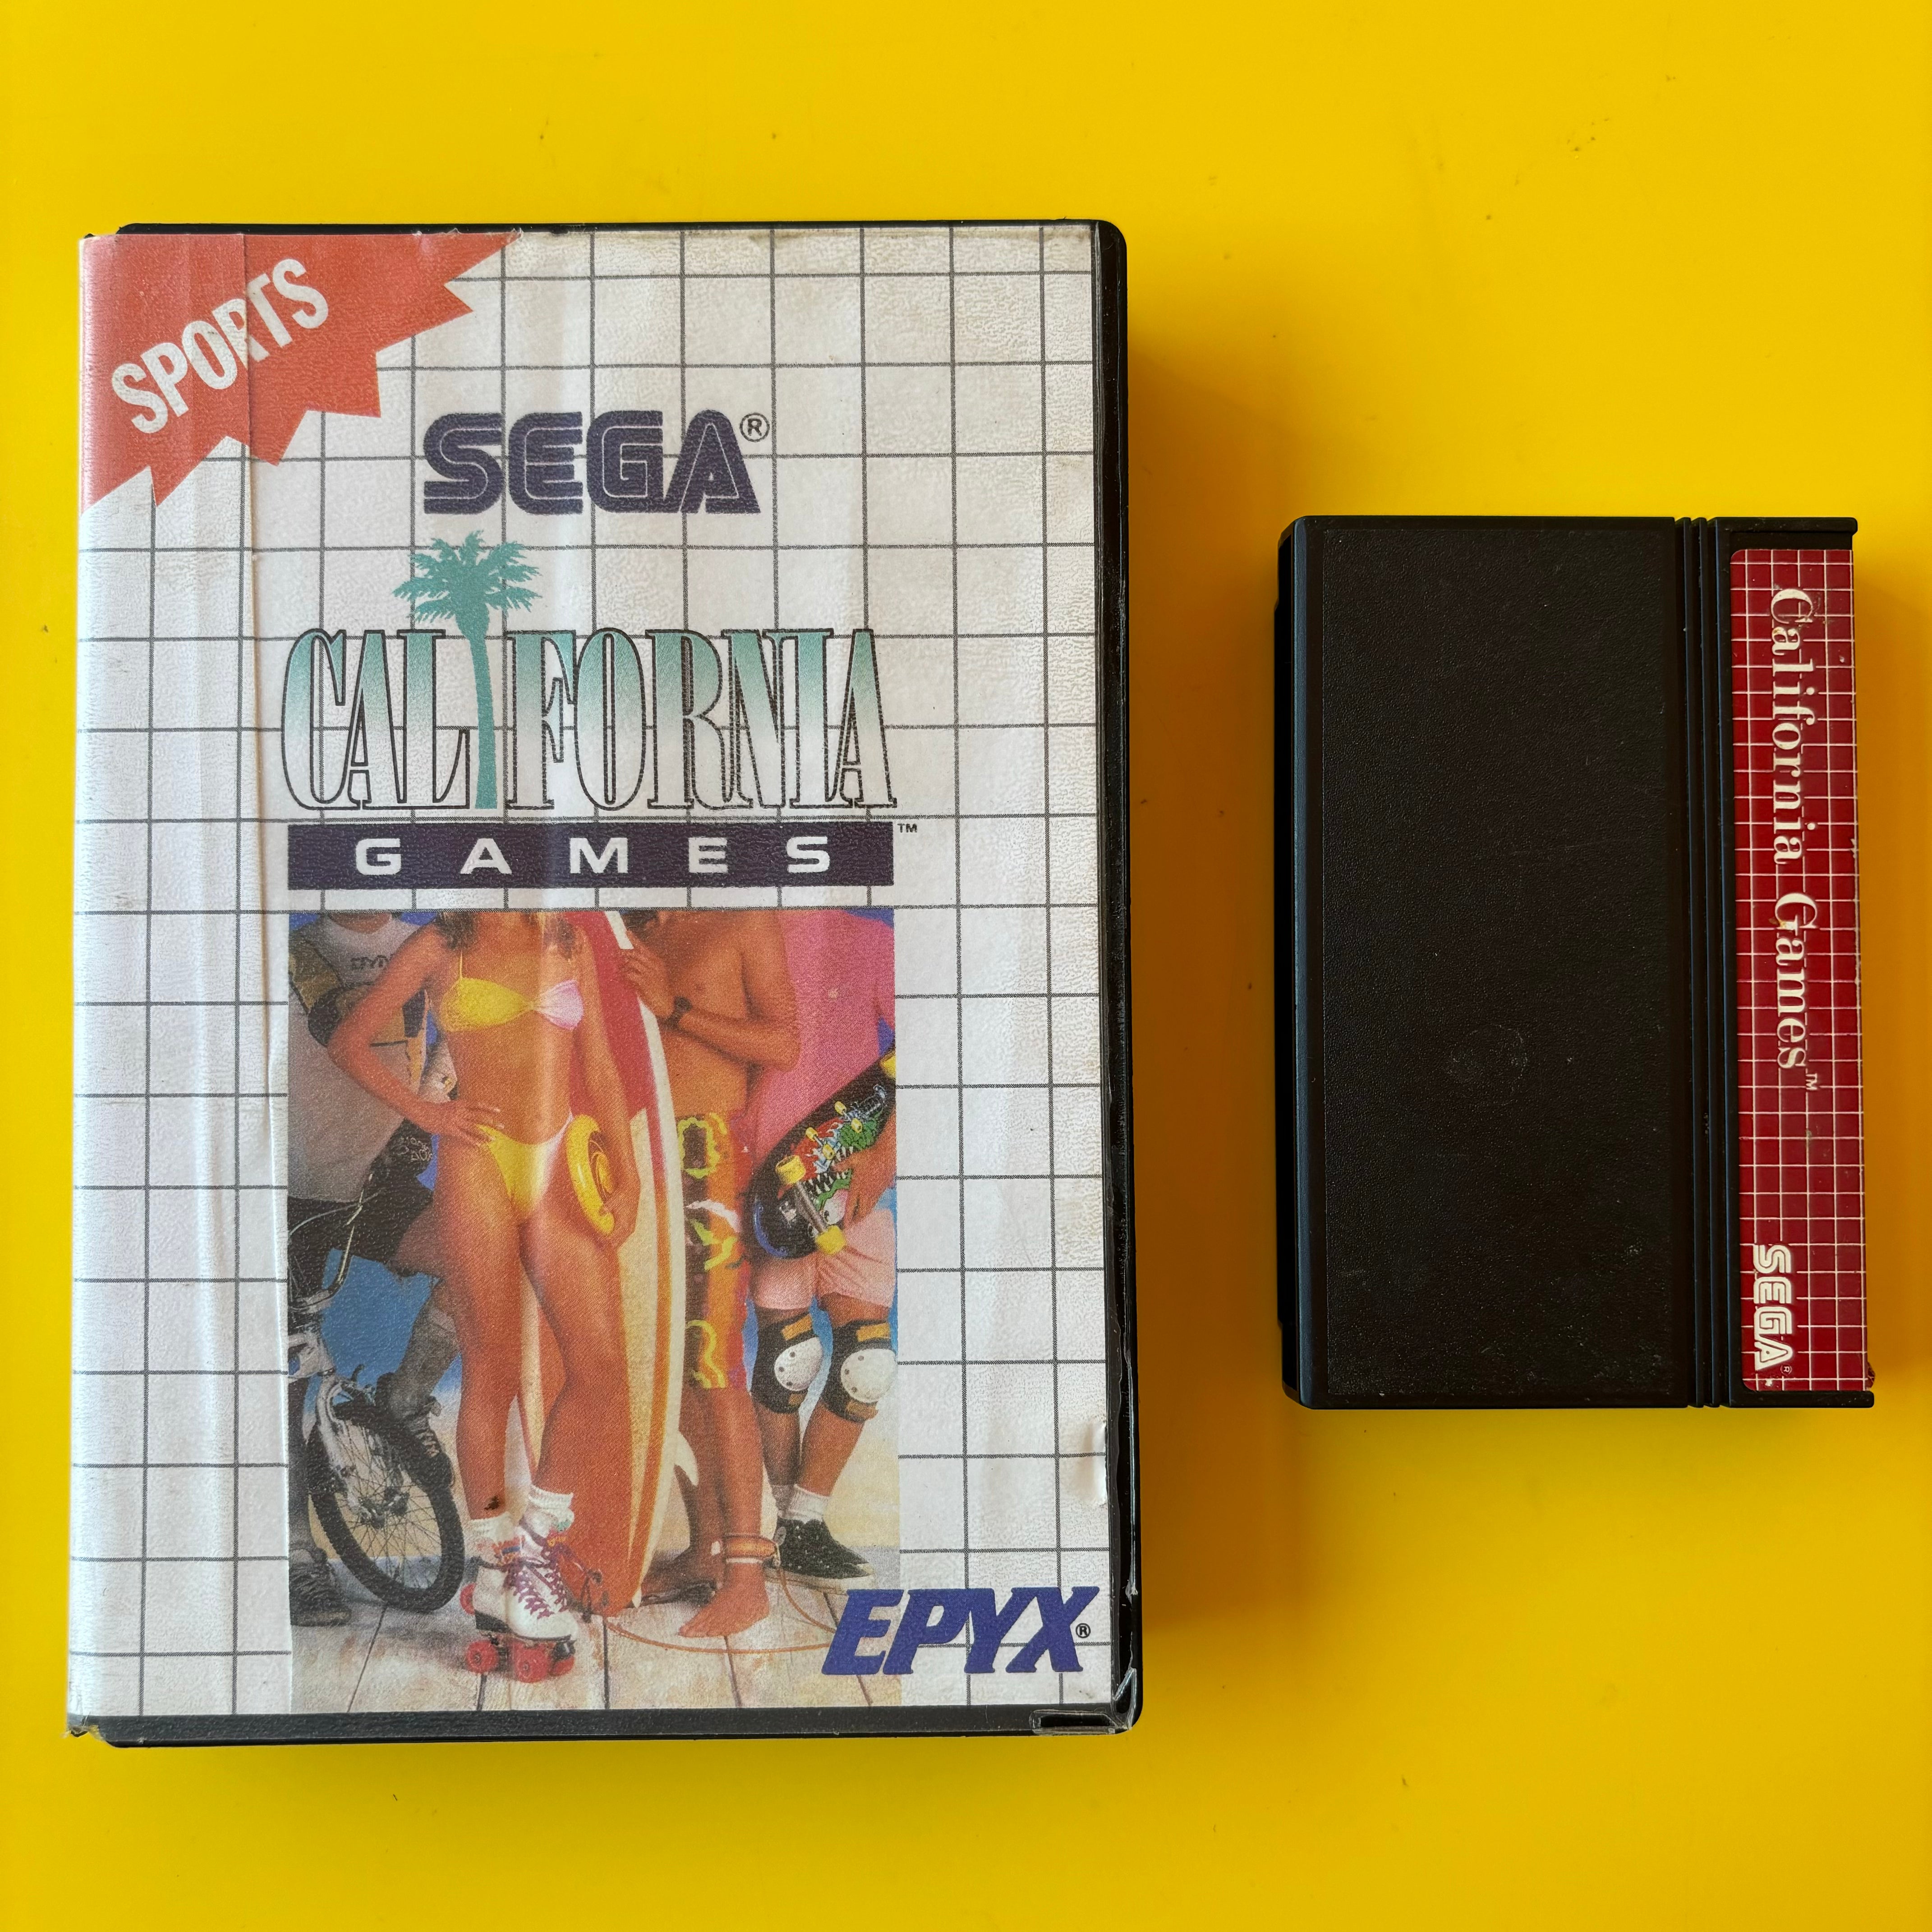 SPORTS
SEGA®
CALIFORNIA
GAMES™
EPYX®
California Games™
SEGA®